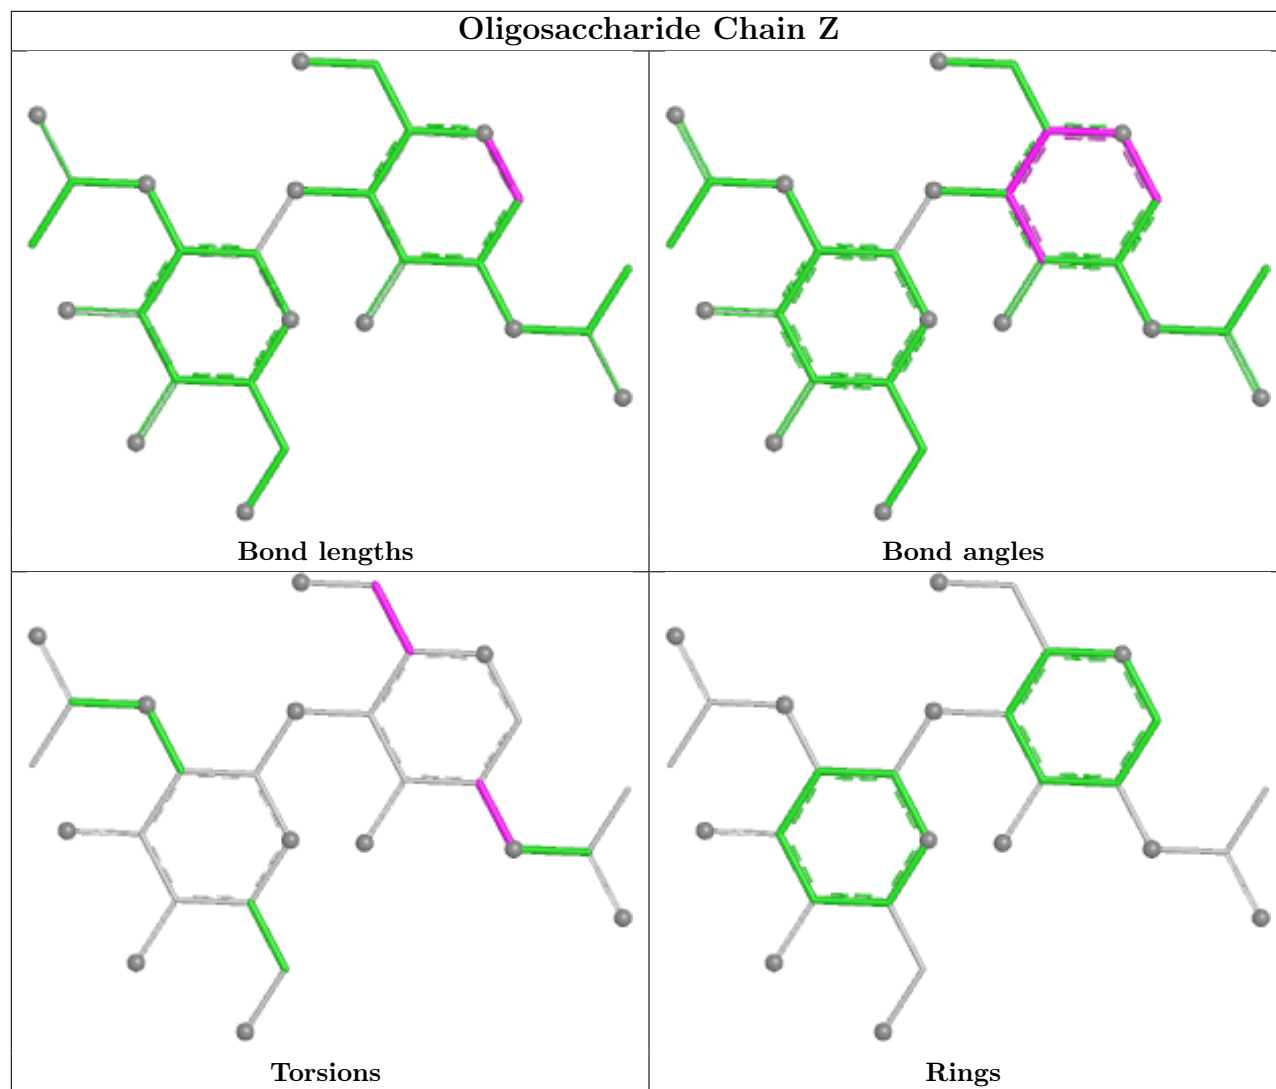 Oligosaccharide Chain Z
Bond lengths
Bond angles
Torsions
Rings